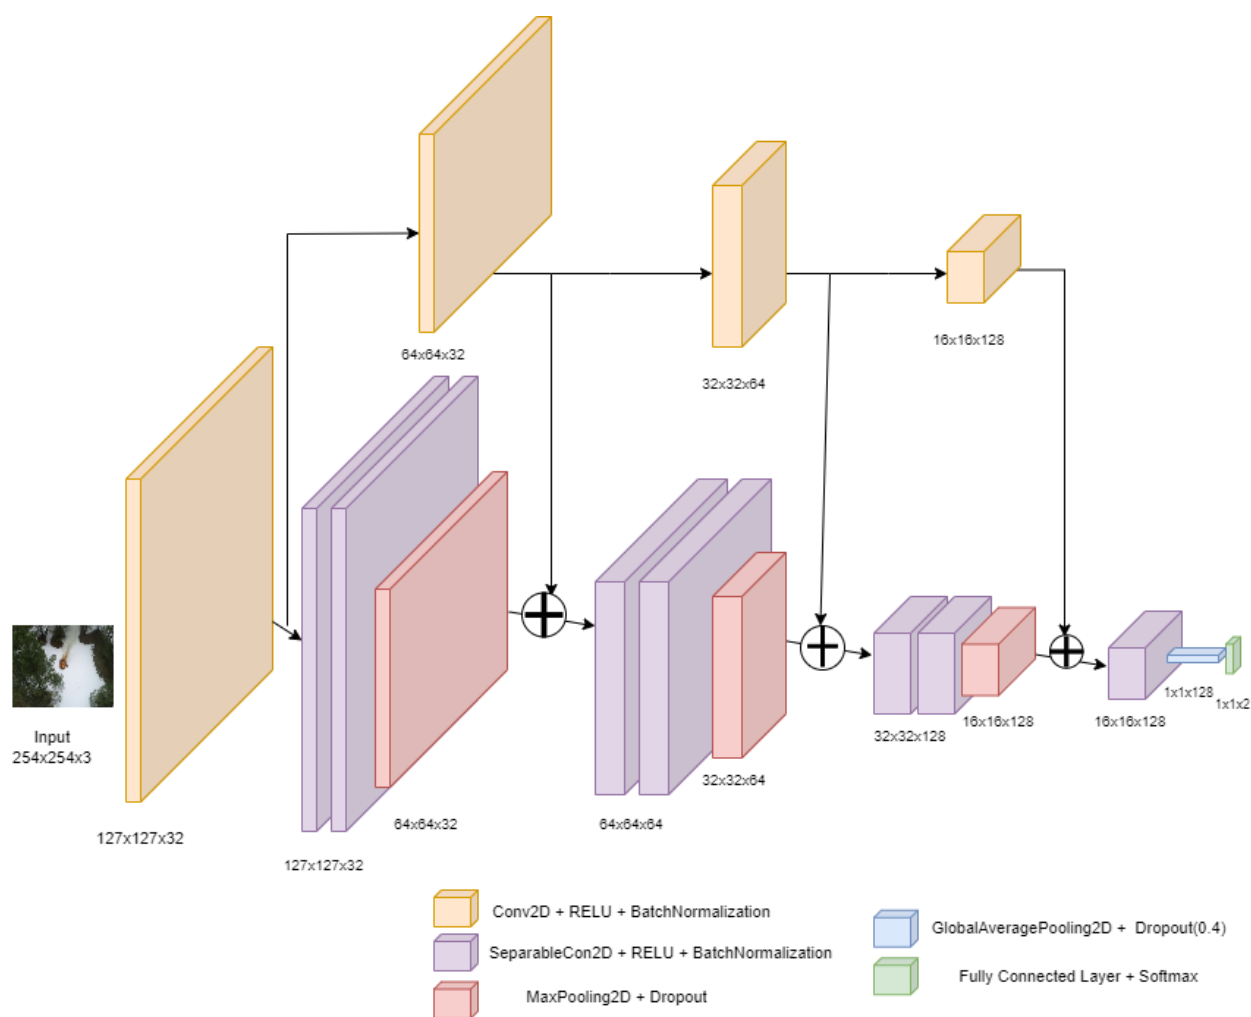 64x64x32
32x32x64
16x16x128
Input
254x254x3
127x127x32
127x127x32
64x64x32
64x64x64
32x32x64
32x32x128
16x16x128
16x16x128
1x1x128
1x1x2
Conv2D + RELU + BatchNormalization
SeparableCon2D + RELU + BatchNormalization
MaxPooling2D + Dropout
GlobalAveragePooling2D + Dropout(0.4)
Fully Connected Layer + Softmax